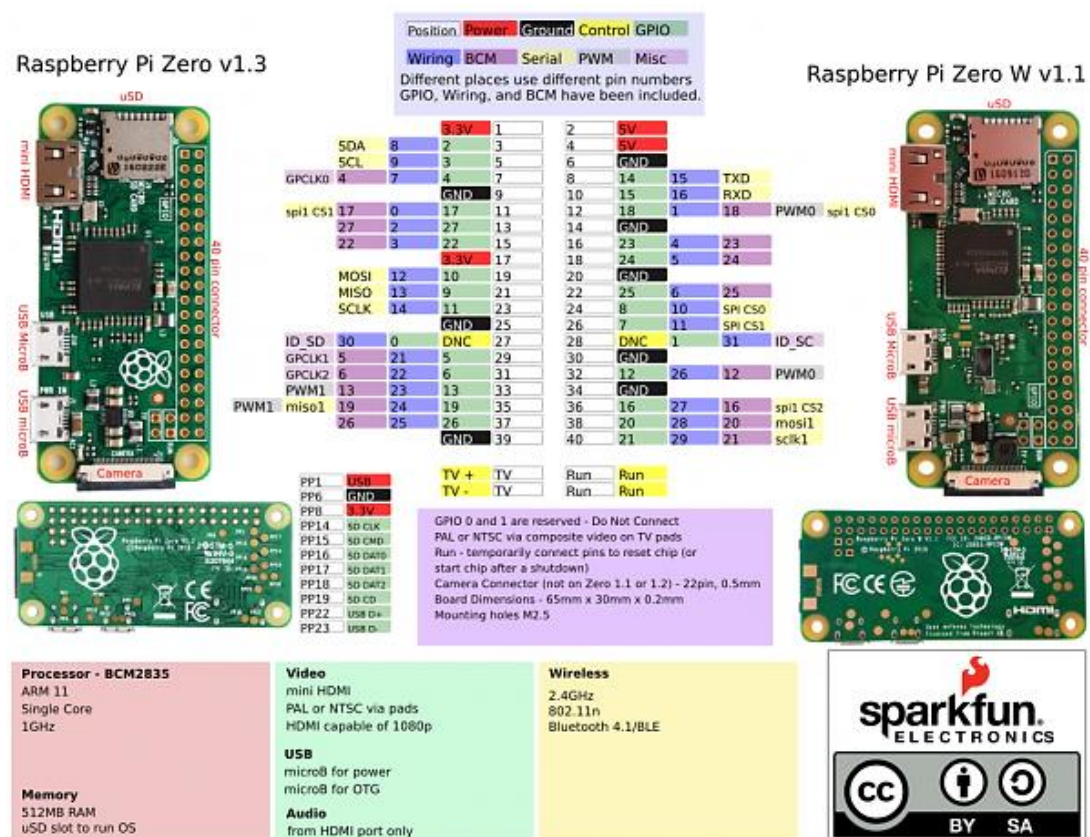 Position Power Ground Control GPIO
Wiring BCM Serial PWM Misc
Different places use different pin numbers
GPIO, Wiring, and BCM have been included.
Raspberry Pi Zero v1.3
Raspberry Pi Zero W v1.1
uSD
mini HDMI
40 pin connector
USB MicroB
USB microB
Camera
uSD
mini HDMI
40 pin connector
USB MicroB
USB microB
Camera
3.3V 1 2 5V
SDA 8 2 3 4 5V
SCL 9 3 5 6 GND
GPCLK0 4 7 4 7 8 14 15 TXD
GND 9 10 15 16 RXD
spi1 CS1 17 0 17 11 12 18 1 18 PWM0 spi1 CS0
27 2 27 13 14 GND
22 3 22 15 16 23 4 23
3.3V 17 18 24 5 24
MOSI 12 10 19 20 GND
MISO 13 9 21 22 25 6 25
SCLK 14 11 23 24 8 10 SPI CS0
GND 25 26 7 11 SPI CS1
ID_SD 30 0 DNC 27 28 DNC 1 31 ID_SC
GPCLK1 5 21 5 29 30 GND
GPCLK2 6 22 6 31 32 12 26 12 PWM0
PWM1 13 23 13 33 34 GND
PWM1 miso1 19 24 19 35 36 16 27 16 spi1 CS2
26 25 26 37 38 20 28 20 mosi1
GND 39 40 21 29 21 sclk1
TV + TV Run Run
TV - TV Run Run
PP1 USB
PP6 GND
PP8 3.3V
PP14 SD CLK
PP15 SD CMD
PP16 SD DAT0
PP17 SD DAT1
PP18 SD DAT2
PP19 SD CD
PP22 USB D+
PP23 USB D-
GPIO 0 and 1 are reserved - Do Not Connect
PAL or NTSC via composite video on TV pads
Run - temporarily connect pins to reset chip (or
start chip after a shutdown)
Camera Connector (not on Zero 1.1 or 1.2) - 22pin, 0.5mm
Board Dimensions - 65mm x 30mm x 0.2mm
Mounting holes M2.5
FCC CE
HDMI
Processor - BCM2835
ARM 11
Single Core
1GHz
Memory
512MB RAM
uSD slot to run OS
Video
mini HDMI
PAL or NTSC via pads
HDMI capable of 1080p
USB
microB for power
microB for OTG
Audio
from HDMI port only
Wireless
2.4GHz
802.11n
Bluetooth 4.1/BLE
sparkfun.
ELECTRONICS
cc
BY SA